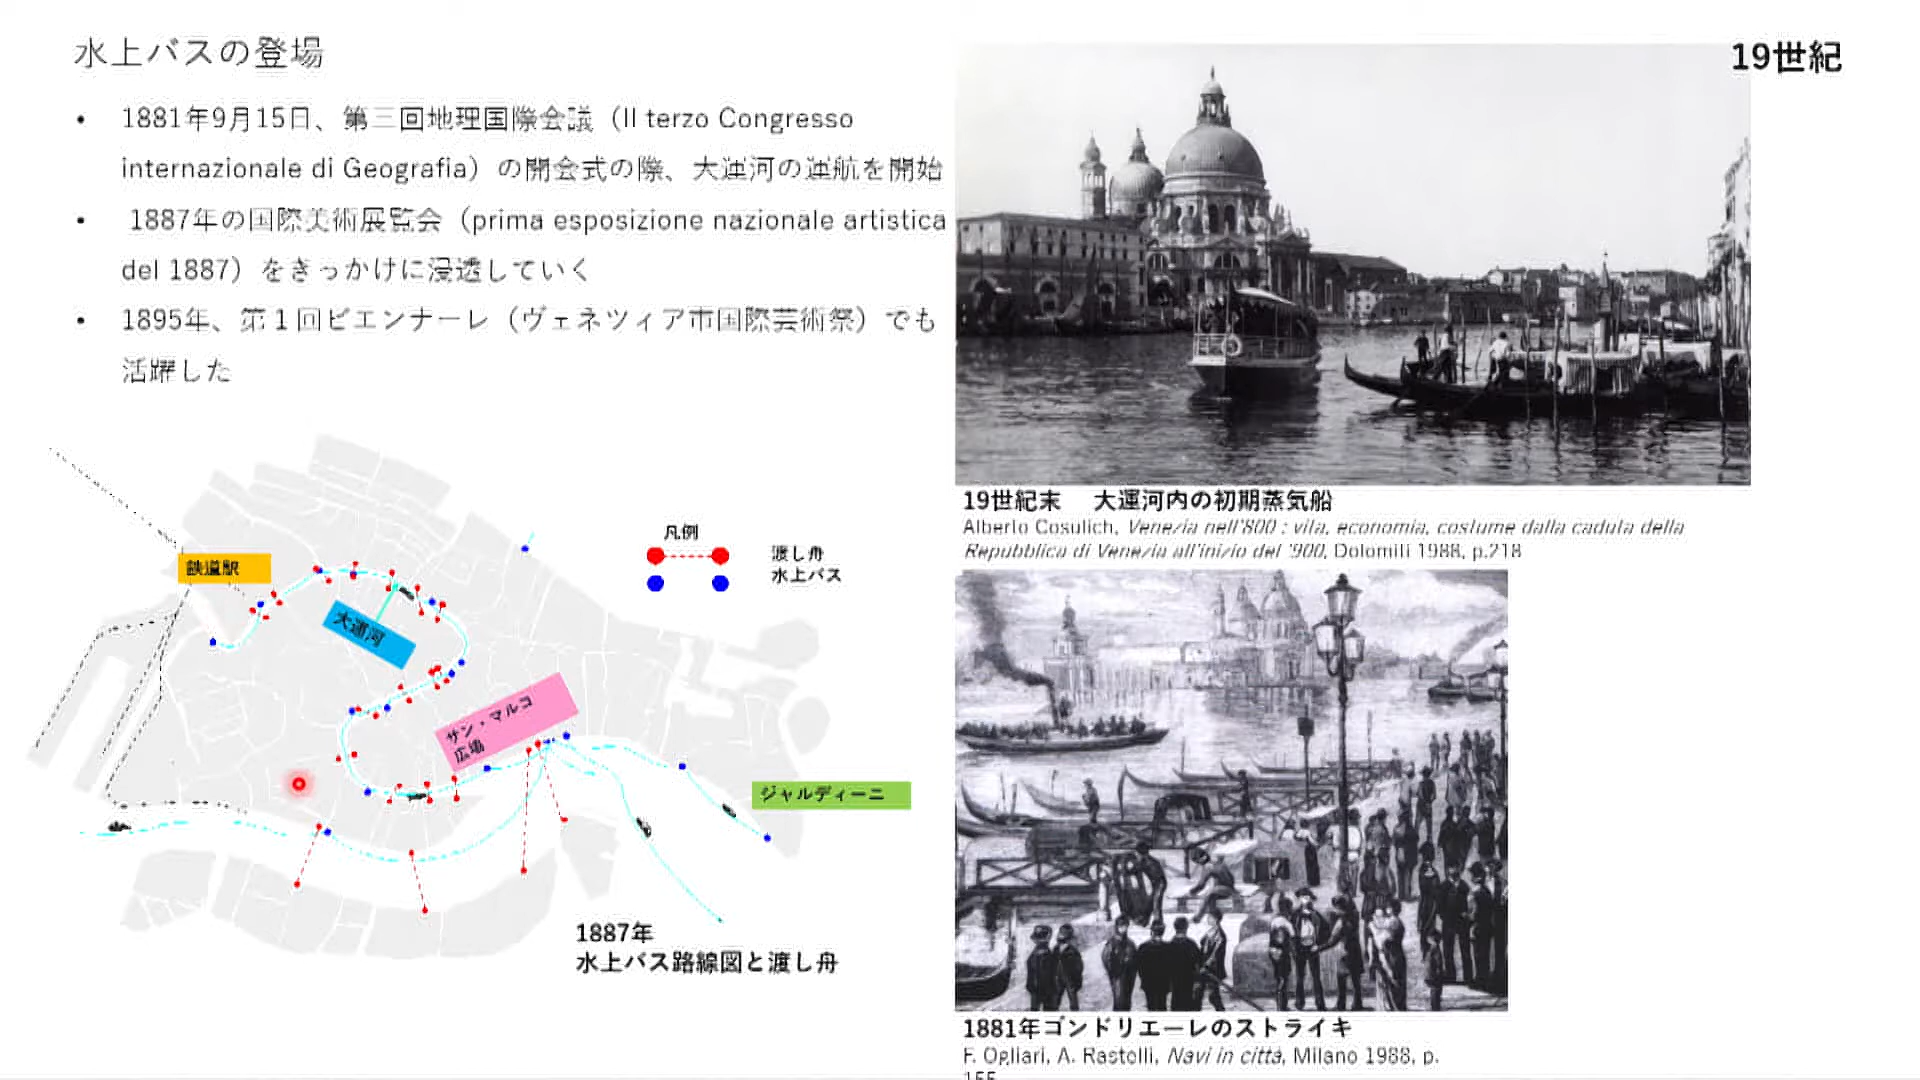 水上バスの登場
19世紀
• 1881年9月15日、第三回地理国際会議（Il terzo Congresso
internazionale di Geografia）の開会式の際、大運河の運航を開始
• 1887年の国際美術展覧会（prima esposizione nazionale artistica
del 1887）をきっかけに浸透していく
• 1895年、第１回ビエンナーレ（ヴェネツィア市国際芸術祭）でも
活躍した
凡例
渡し舟
水上バス
鉄道駅
大運河
サン・マルコ
広場
ジャルディーニ
1887年
水上バス路線図と渡し舟
19世紀末　大運河内の初期蒸気船
Alberto Cosulich, Venezia nell'800 : vita, economia, costume dalla caduta della
Repubblica di Venezia all'inizio del '900, Dolomiti 1988, p.218
1881年ゴンドリエーレのストライキ
F. Ogliari, A. Rastelli, Navi in città, Milano 1988, p.
155